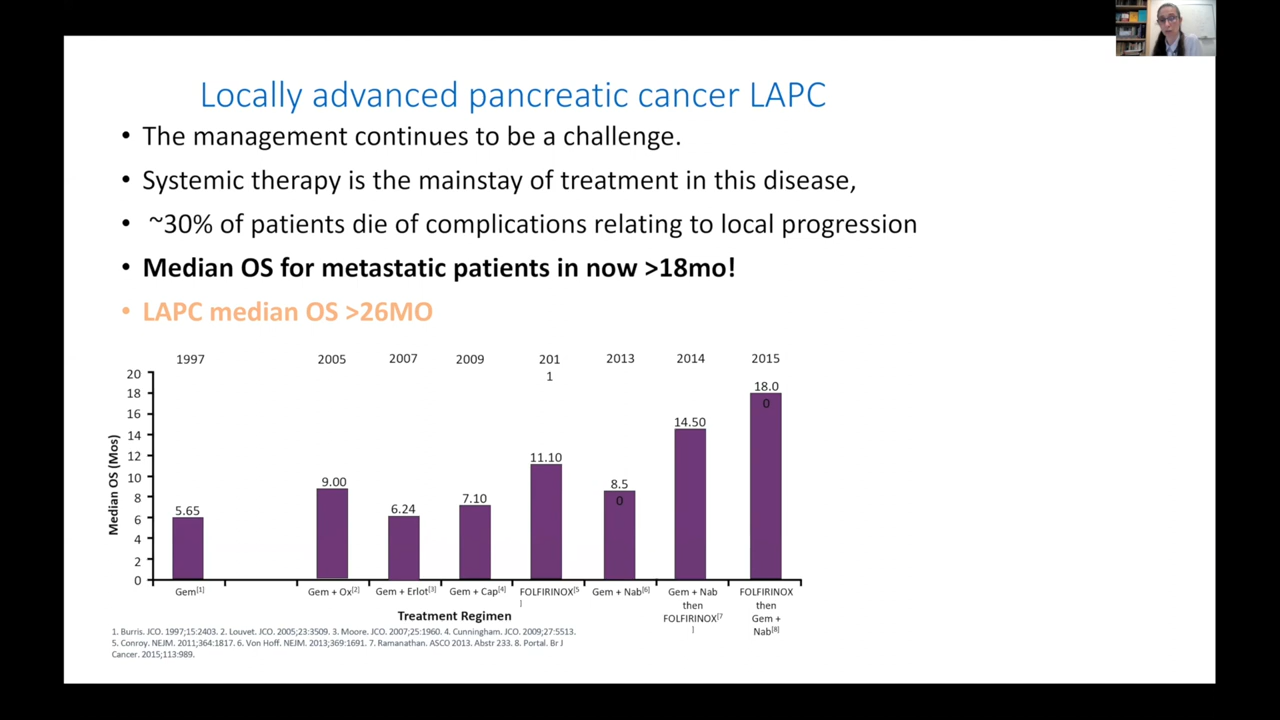 Locally advanced pancreatic cancer LAPC
• The management continues to be a challenge.
• Systemic therapy is the mainstay of treatment in this disease,
• ~30% of patients die of complications relating to local progression
• Median OS for metastatic patients in now >18mo!
• LAPC median OS >26MO
1997 2005 2007 2009 201 2013 2014 2015
1
20
18
16
14
12
10
8
6
4
2
0
Median OS (Mos)
5.65
9.00
6.24
7.10
11.10
8.5
0
14.50
18.0
0
Gem[1]
Gem + Ox[2]
Gem + Erlot[3]
Gem + Cap[4]
FOLFIRINOX[5
]
Gem + Nab[6]
Gem + Nab
then
FOLFIRINOX[7
]
FOLFIRINOX
then
Gem +
Nab[8]
Treatment Regimen
1. Burris. JCO. 1997;15:2403. 2. Louvet. JCO. 2005;23:3509. 3. Moore. JCO. 2007;25:1960. 4. Cunningham. JCO. 2009;27:5513.
5. Conroy. NEJM. 2011;364:1817. 6. Von Hoff. NEJM. 2013;369:1691. 7. Ramanathan. ASCO 2013. Abstr 233. 8. Portal. Br J
Cancer. 2015;113:989.